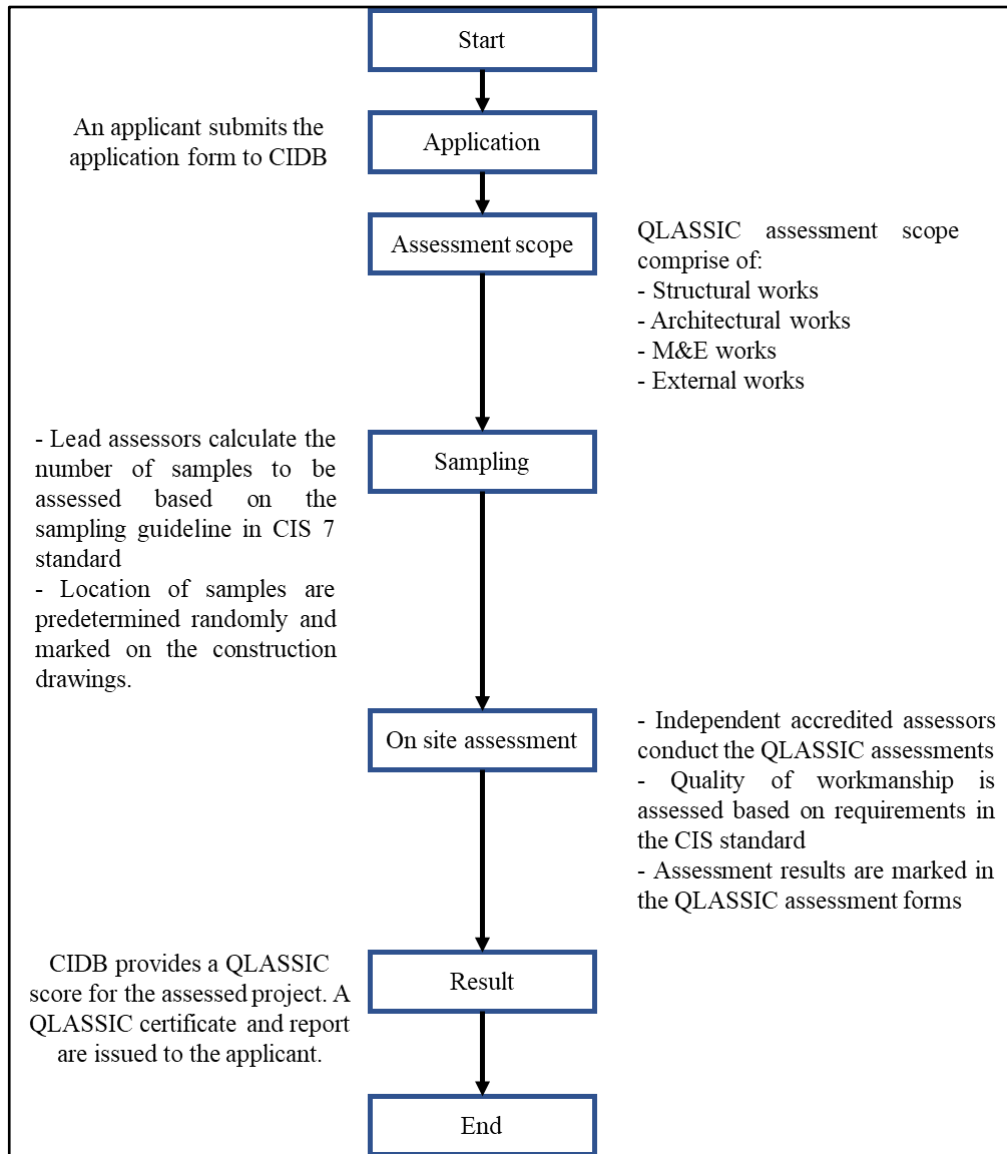 Start
An applicant submits the
application form to CIDB
Application
Assessment scope
QLASSIC assessment scope
comprise of:
- Structural works
- Architectural works
- M&E works
- External works
- Lead assessors calculate the
number of samples to be
assessed based on the
sampling guideline in CIS 7
standard
- Location of samples are
predetermined randomly and
marked on the construction
drawings.
Sampling
On site assessment
- Independent accredited assessors
conduct the QLASSIC assessments
- Quality of workmanship is
assessed based on requirements in
the CIS standard
- Assessment results are marked in
the QLASSIC assessment forms
CIDB provides a QLASSIC
score for the assessed project. A
QLASSIC certificate and report
are issued to the applicant.
Result
End